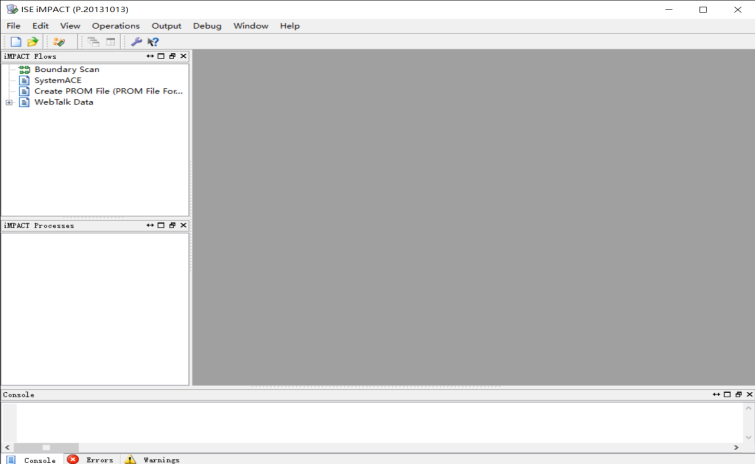 ISE iMPACT (P.20131013)
File Edit View Operations Output Debug Window Help
iMPACT Flows
Boundary Scan
SystemACE
Create PROM File (PROM File For...
WebTalk Data
iMPACT Processes
Console
Console Errors Warnings